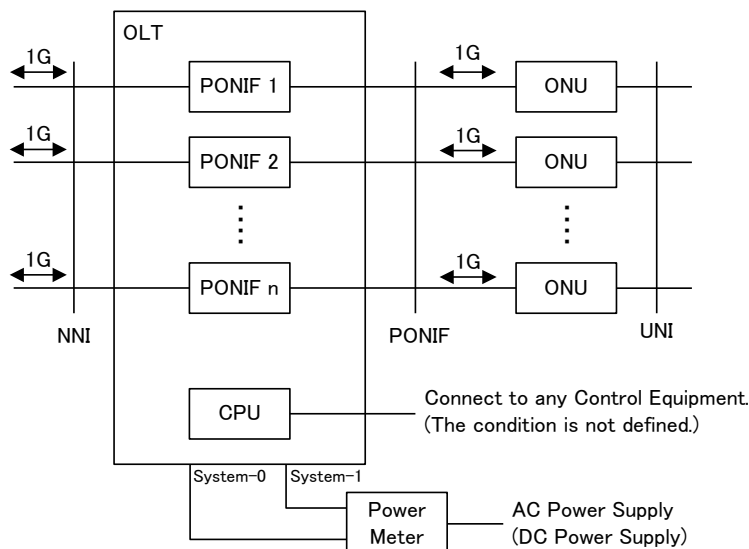 OLT
1G
PONIF 1
1G
ONU
1G
PONIF 2
1G
ONU
1G
PONIF n
1G
ONU
NNI
PONIF
UNI
CPU
Connect to any Control Equipment.
(The condition is not defined.)
System-0
System-1
Power
Meter
AC Power Supply
(DC Power Supply)